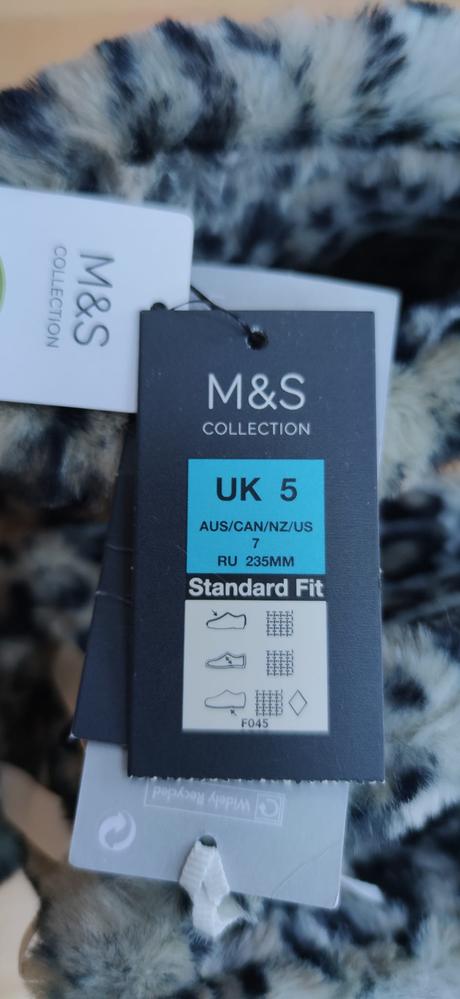 M&S
COLLECTION
M&S
COLLECTION
UK 5
AUS/CAN/NZ/US
7
RU 235MM
Standard Fit
F045
Widely Recycled